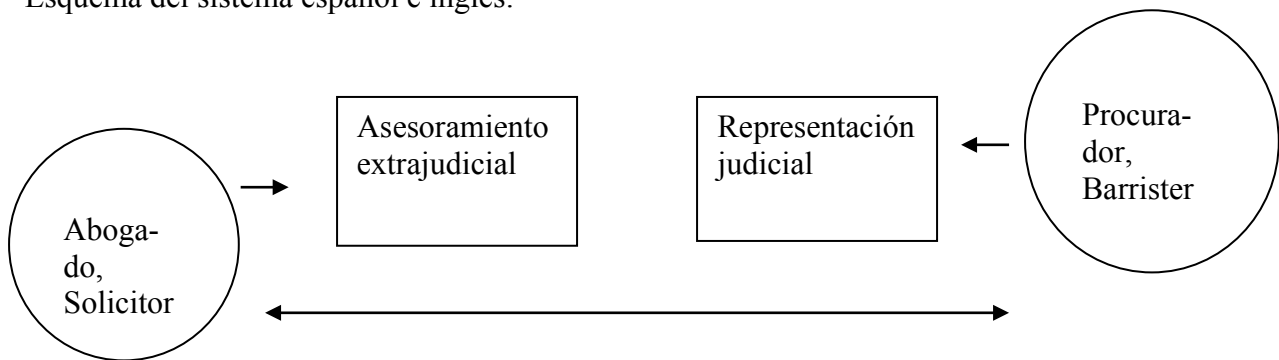 Esquema del sistema español e inglés:
Asesoramiento
extrajudicial
Representación
judicial
Procura-
dor,
Barrister
Aboga-
do,
Solicitor